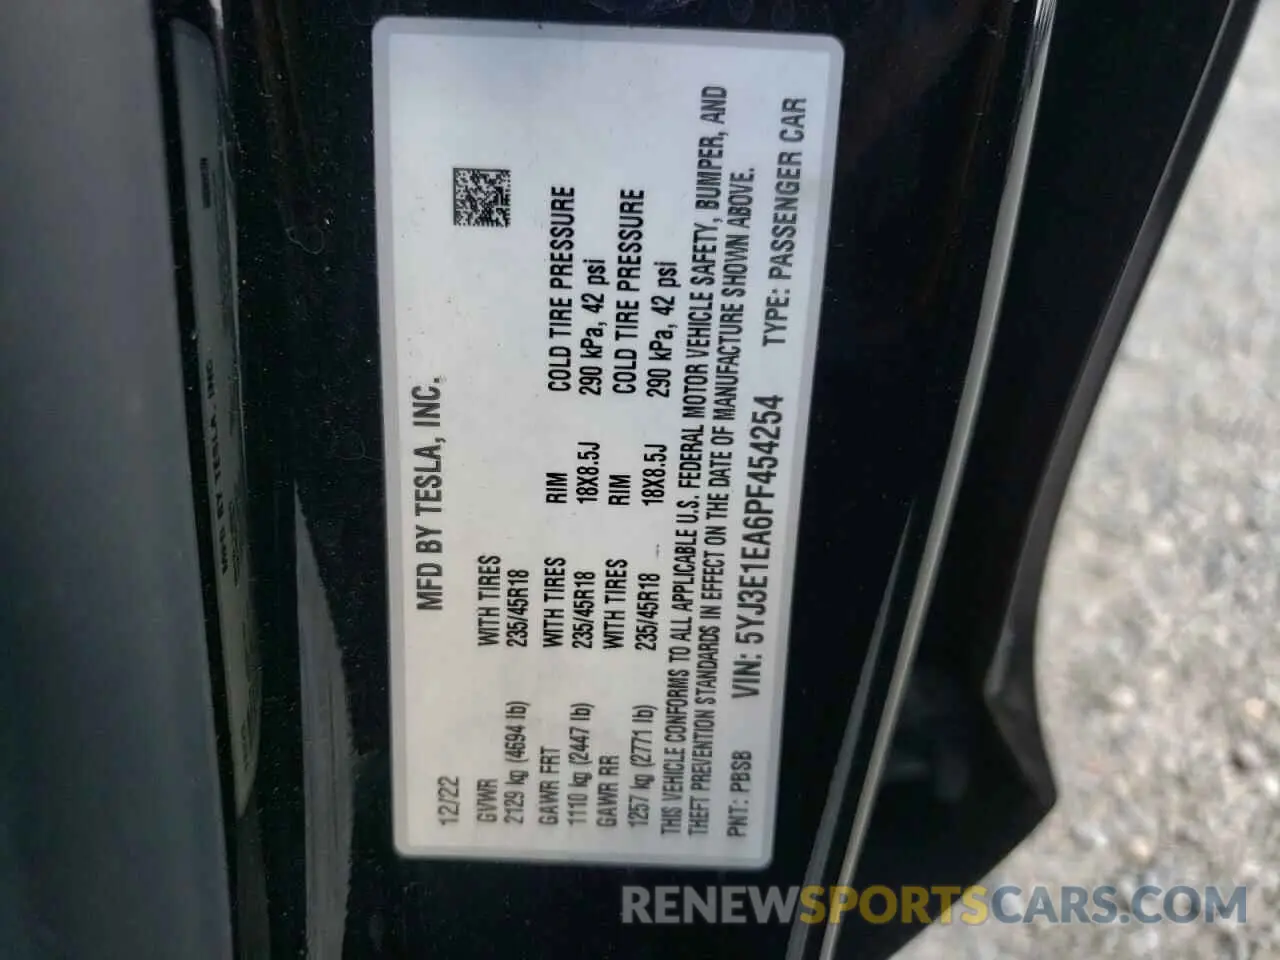 MFD BY TESLA, INC.
12/22
GVWR WITH TIRES
2129 kg (4694 lb) 235/45R18
GAWR FRT WITH TIRES RIM COLD TIRE PRESSURE
1110 kg (2447 lb) 235/45R18 18X8.5J 290 kPa, 42 psi
GAWR RR WITH TIRES RIM COLD TIRE PRESSURE
1257 kg (2771 lb) 235/45R18 18X8.5J 290 kPa, 42 psi
THIS VEHICLE CONFORMS TO ALL APPLICABLE U.S. FEDERAL MOTOR VEHICLE SAFETY, BUMPER, AND
THEFT PREVENTION STANDARDS IN EFFECT ON THE DATE OF MANUFACTURE SHOWN ABOVE.
PNT: PBSB VIN: 5YJ3E1EA6PF454254 TYPE: PASSENGER CAR
MFD BY TESLA, INC.
RENEWSPORTSCARS.COM